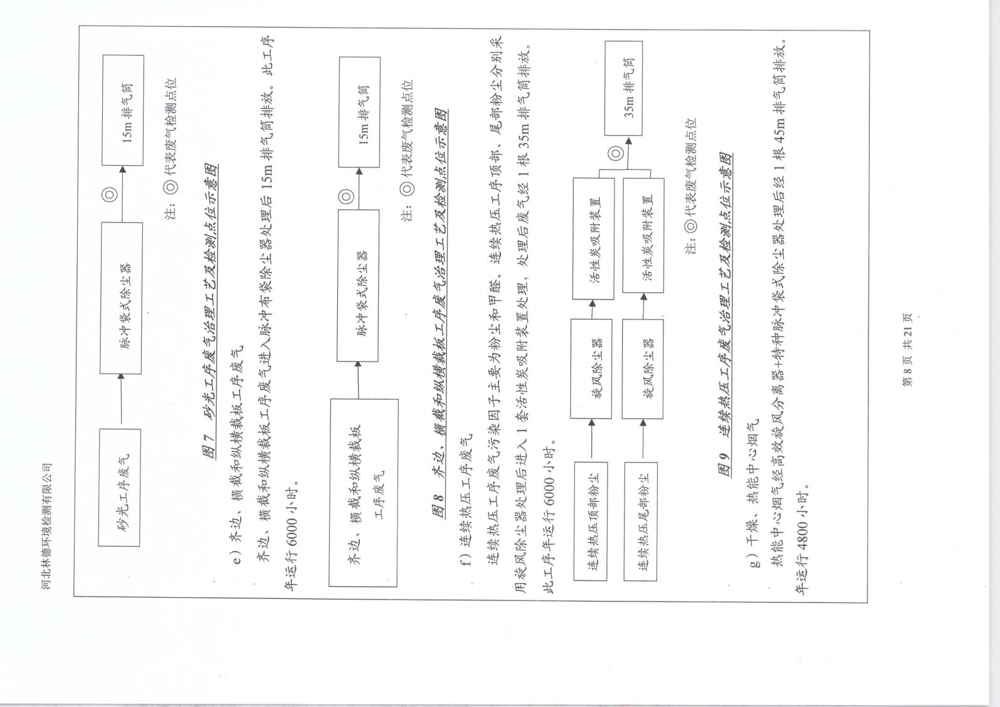 河北林德环境检测有限公司
砂光工序废气
脉冲袋式除尘器
15m 排气筒
注：◎代表废气检测点位
图 7 砂光工序废气治理工艺及检测点位示意图
e）齐边、横截和纵横裁板工序废气
齐边、横截和纵横裁板工序废气进入脉冲布袋除尘器处理后 15m 排气筒排放。此工序
年运行 6000 小时。
齐边、横截和纵横裁板
工序废气
脉冲袋式除尘器
15m 排气筒
注：◎代表废气检测点位
图 8 齐边、横截和纵横裁板工序废气治理工艺及检测点位示意图
f）连续热压工序废气
连续热压工序废气污染因子主要为粉尘和甲醛。连续热压工序顶部、尾部粉尘分别采
用旋风除尘器处理后进入 1 套活性炭吸附装置处理，处理后废气经 1 根 35m 排气筒排放。
此工序年运行 6000 小时。
连续热压顶部粉尘
旋风除尘器
活性炭吸附装置
连续热压尾部粉尘
旋风除尘器
活性炭吸附装置
35m 排气筒
注：◎代表废气检测点位
图 9 连续热压工序废气治理工艺及检测点位示意图
g）干燥、热能中心烟气
热能中心烟气经高效旋风分离器+特种脉冲袋式除尘器处理后经 1 根 45m 排气筒排放。
年运行 4800 小时。
第 8 页 共 21 页